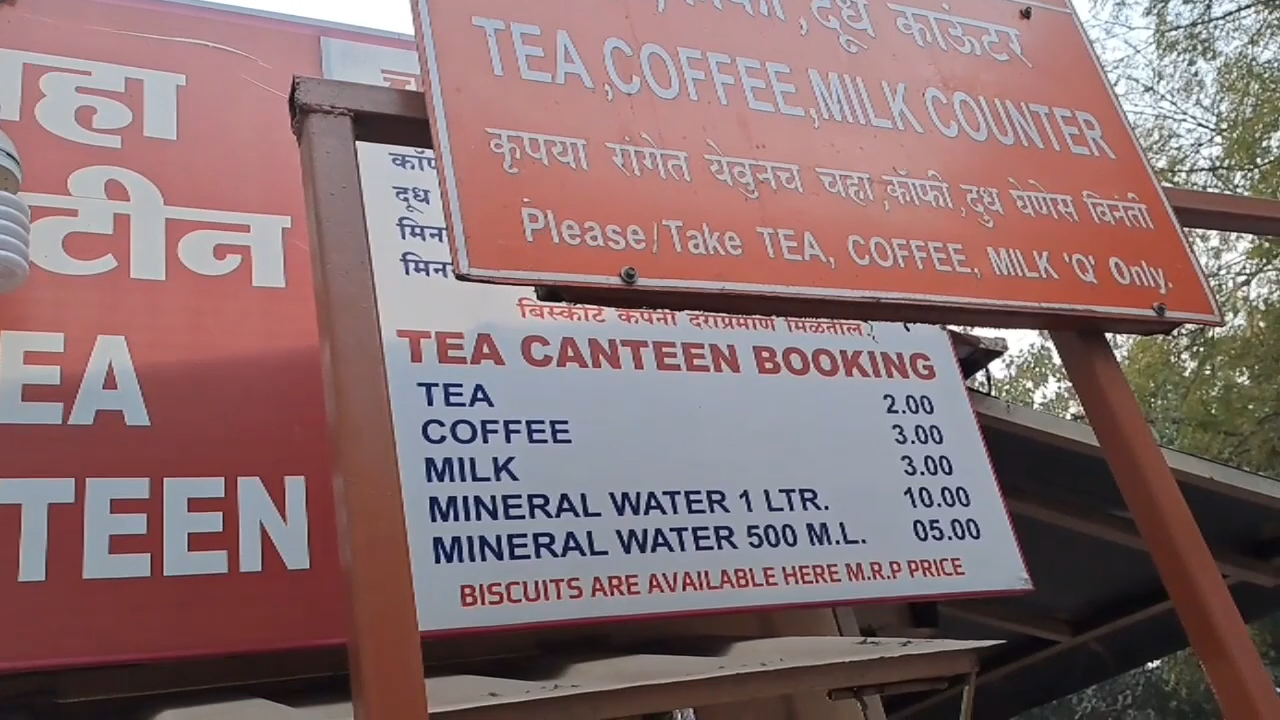 चहा
EA
TEEN
दूध काऊंटर
TEA,COFFEE,MILK COUNTER
कृपया रांगेत येवुनच चहा,कॉफी,दुध घेणेस विनंती
Please/Take TEA, COFFEE, MILK 'Q' Only.
दूध
बिस्कीट कंपनी दराप्रमाणे मिळतील.
TEA CANTEEN BOOKING
TEA 2.00
COFFEE 3.00
MILK 3.00
MINERAL WATER 1 LTR. 10.00
MINERAL WATER 500 M.L. 05.00
BISCUITS ARE AVAILABLE HERE M.R.P PRICE